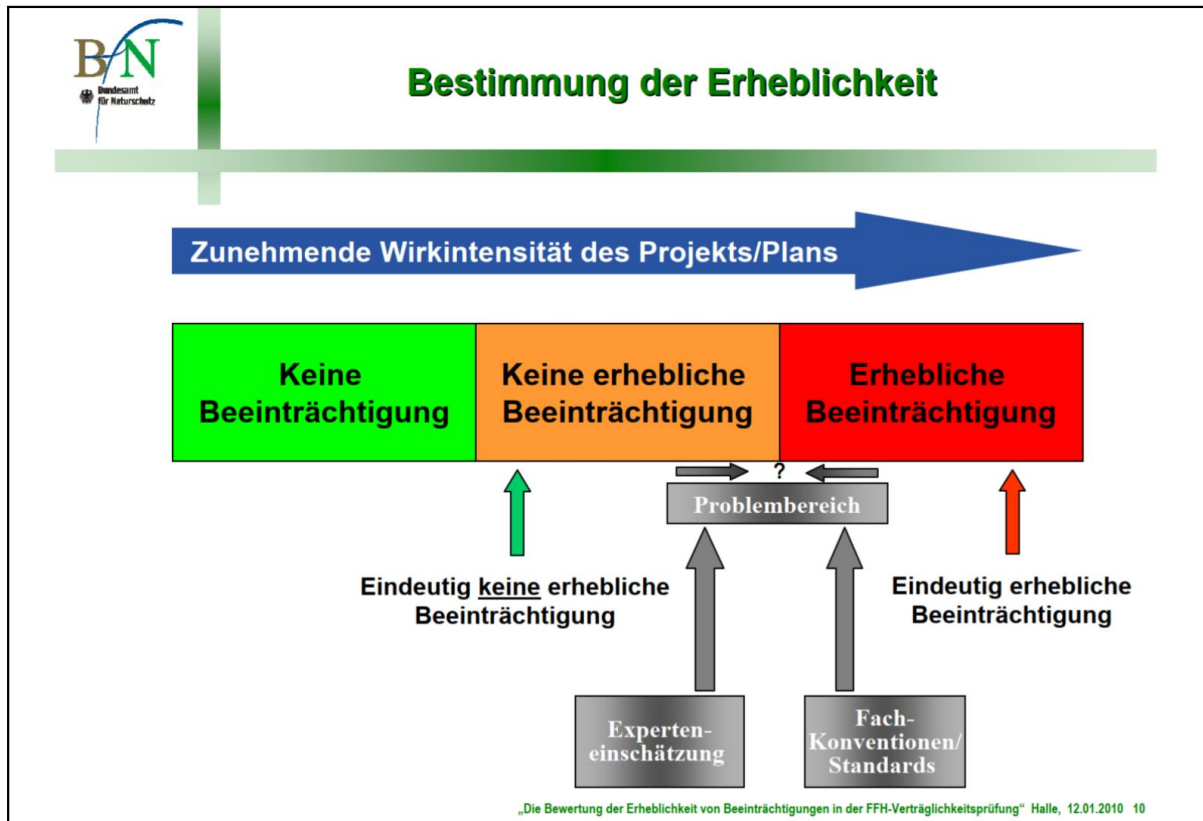 BfN
Bundesamt
für Naturschutz
Bestimmung der Erheblichkeit
Zunehmende Wirkintensität des Projekts/Plans
Keine
Beeinträchtigung
Keine erhebliche
Beeinträchtigung
Erhebliche
Beeinträchtigung
?
Problembereich
Eindeutig keine erhebliche
Beeinträchtigung
Eindeutig erhebliche
Beeinträchtigung
Experten-
einschätzung
Fach-
Konventionen/
Standards
„Die Bewertung der Erheblichkeit von Beeinträchtigungen in der FFH-Verträglichkeitsprüfung“ Halle, 12.01.2010 10